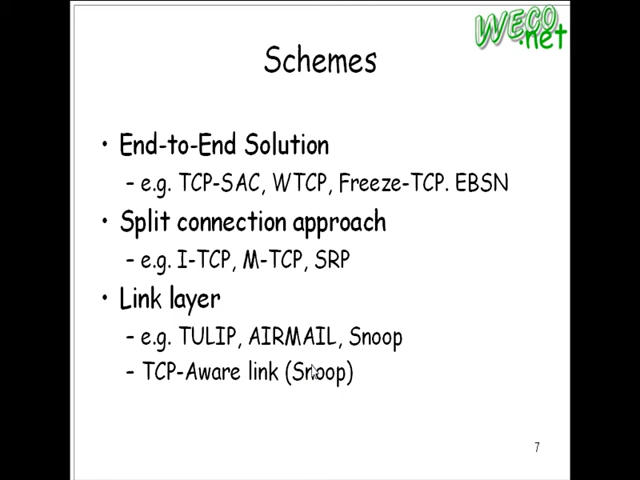 WECO
.net
Schemes
• End-to-End Solution
– e.g. TCP-SAC, WTCP, Freeze-TCP. EBSN
• Split connection approach
– e.g. I-TCP, M-TCP, SRP
• Link layer
– e.g. TULIP, AIRMAIL, Snoop
– TCP-Aware link (Snoop)
7